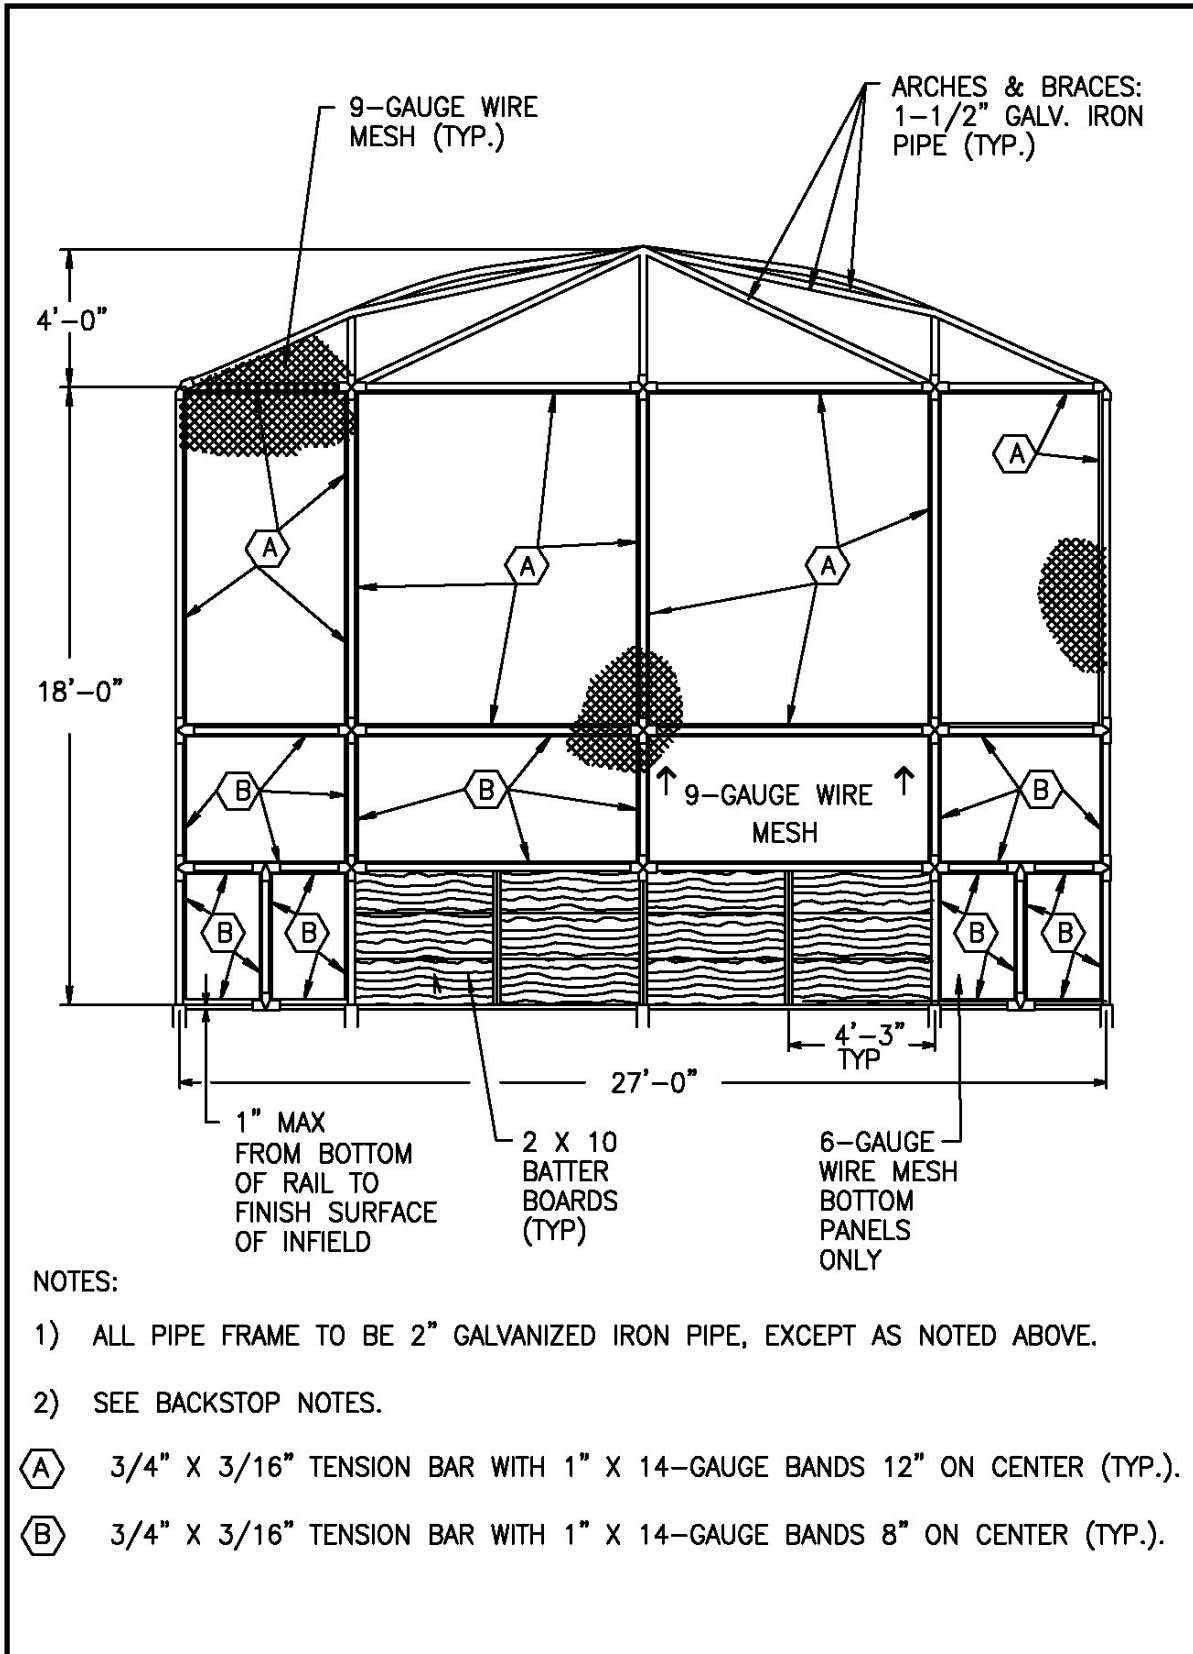 9-GAUGE WIRE
MESH (TYP.)
ARCHES & BRACES:
1-1/2" GALV. IRON
PIPE (TYP.)
4'-0"
A
A
A
A
18'-0"
B
B
9-GAUGE WIRE
MESH
B
B
B
B
B
4'-3"
TYP
27'-0"
1" MAX
FROM BOTTOM
OF RAIL TO
FINISH SURFACE
OF INFIELD
2 X 10
BATTER
BOARDS
(TYP)
6-GAUGE
WIRE MESH
BOTTOM
PANELS
ONLY
NOTES:
1) ALL PIPE FRAME TO BE 2" GALVANIZED IRON PIPE, EXCEPT AS NOTED ABOVE.
2) SEE BACKSTOP NOTES.
A 3/4" X 3/16" TENSION BAR WITH 1" X 14-GAUGE BANDS 12" ON CENTER (TYP.).
B 3/4" X 3/16" TENSION BAR WITH 1" X 14-GAUGE BANDS 8" ON CENTER (TYP.).